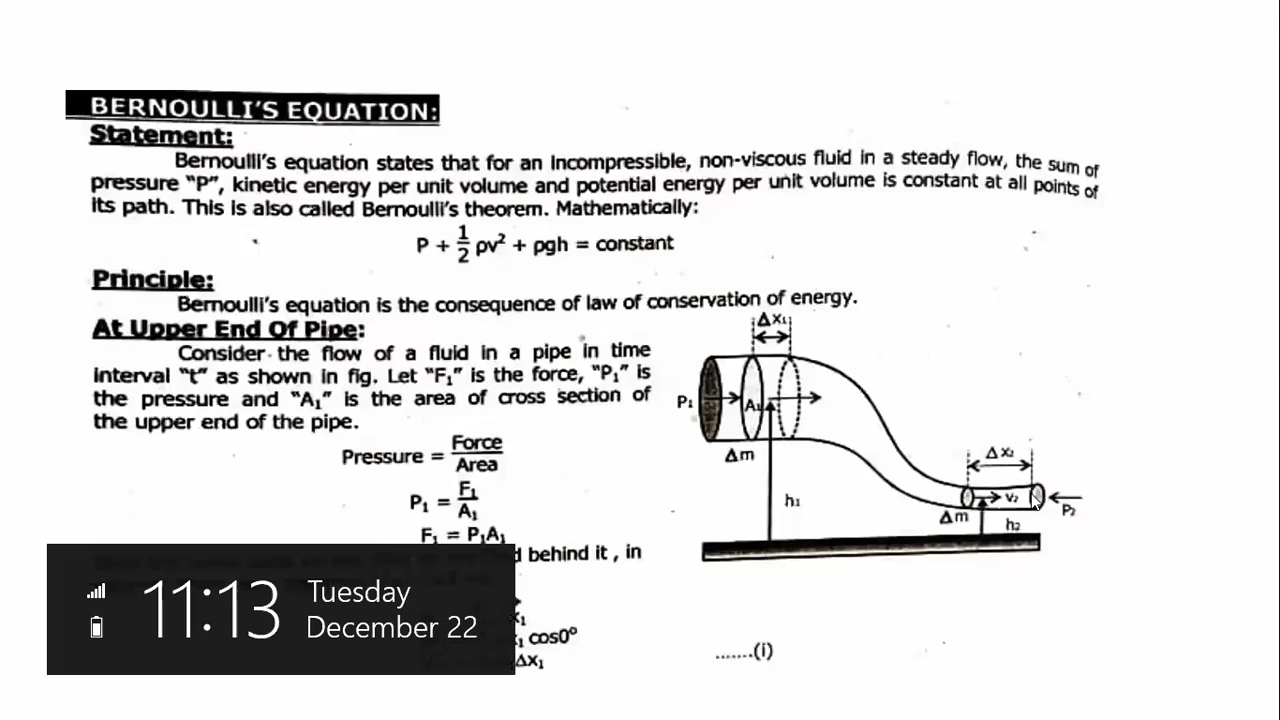 BERNOULLI'S EQUATION:
Statement:
Bernoulli's equation states that for an incompressible, non-viscous fluid in a steady flow, the sum of
pressure "P", kinetic energy per unit volume and potential energy per unit volume is constant at all points of
its path. This is also called Bernoulli's theorem. Mathematically:
P + 1/2 ρv² + ρgh = constant
Principle:
Bernoulli's equation is the consequence of law of conservation of energy.
At Upper End Of Pipe:
Consider the flow of a fluid in a pipe in time
interval "t" as shown in fig. Let "F₁" is the force, "P₁" is
the pressure and "A₁" is the area of cross section of
the upper end of the pipe.
Pressure = Force/Area
P₁ = F₁/A₁
F₁ = P₁A₁
behind it , in
x₁
x₁ cos0°
Δx₁
.......(i)
Δx₁
P₁
A₁
Δm
h₁
Δx₂
v₂
P₂
Δm
h₂
11:13
Tuesday
December 22